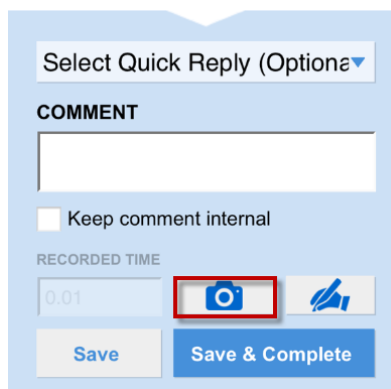 Select Quick Reply (Optiona
COMMENT
Keep comment internal
RECORDED TIME
0.01
Save
Save & Complete